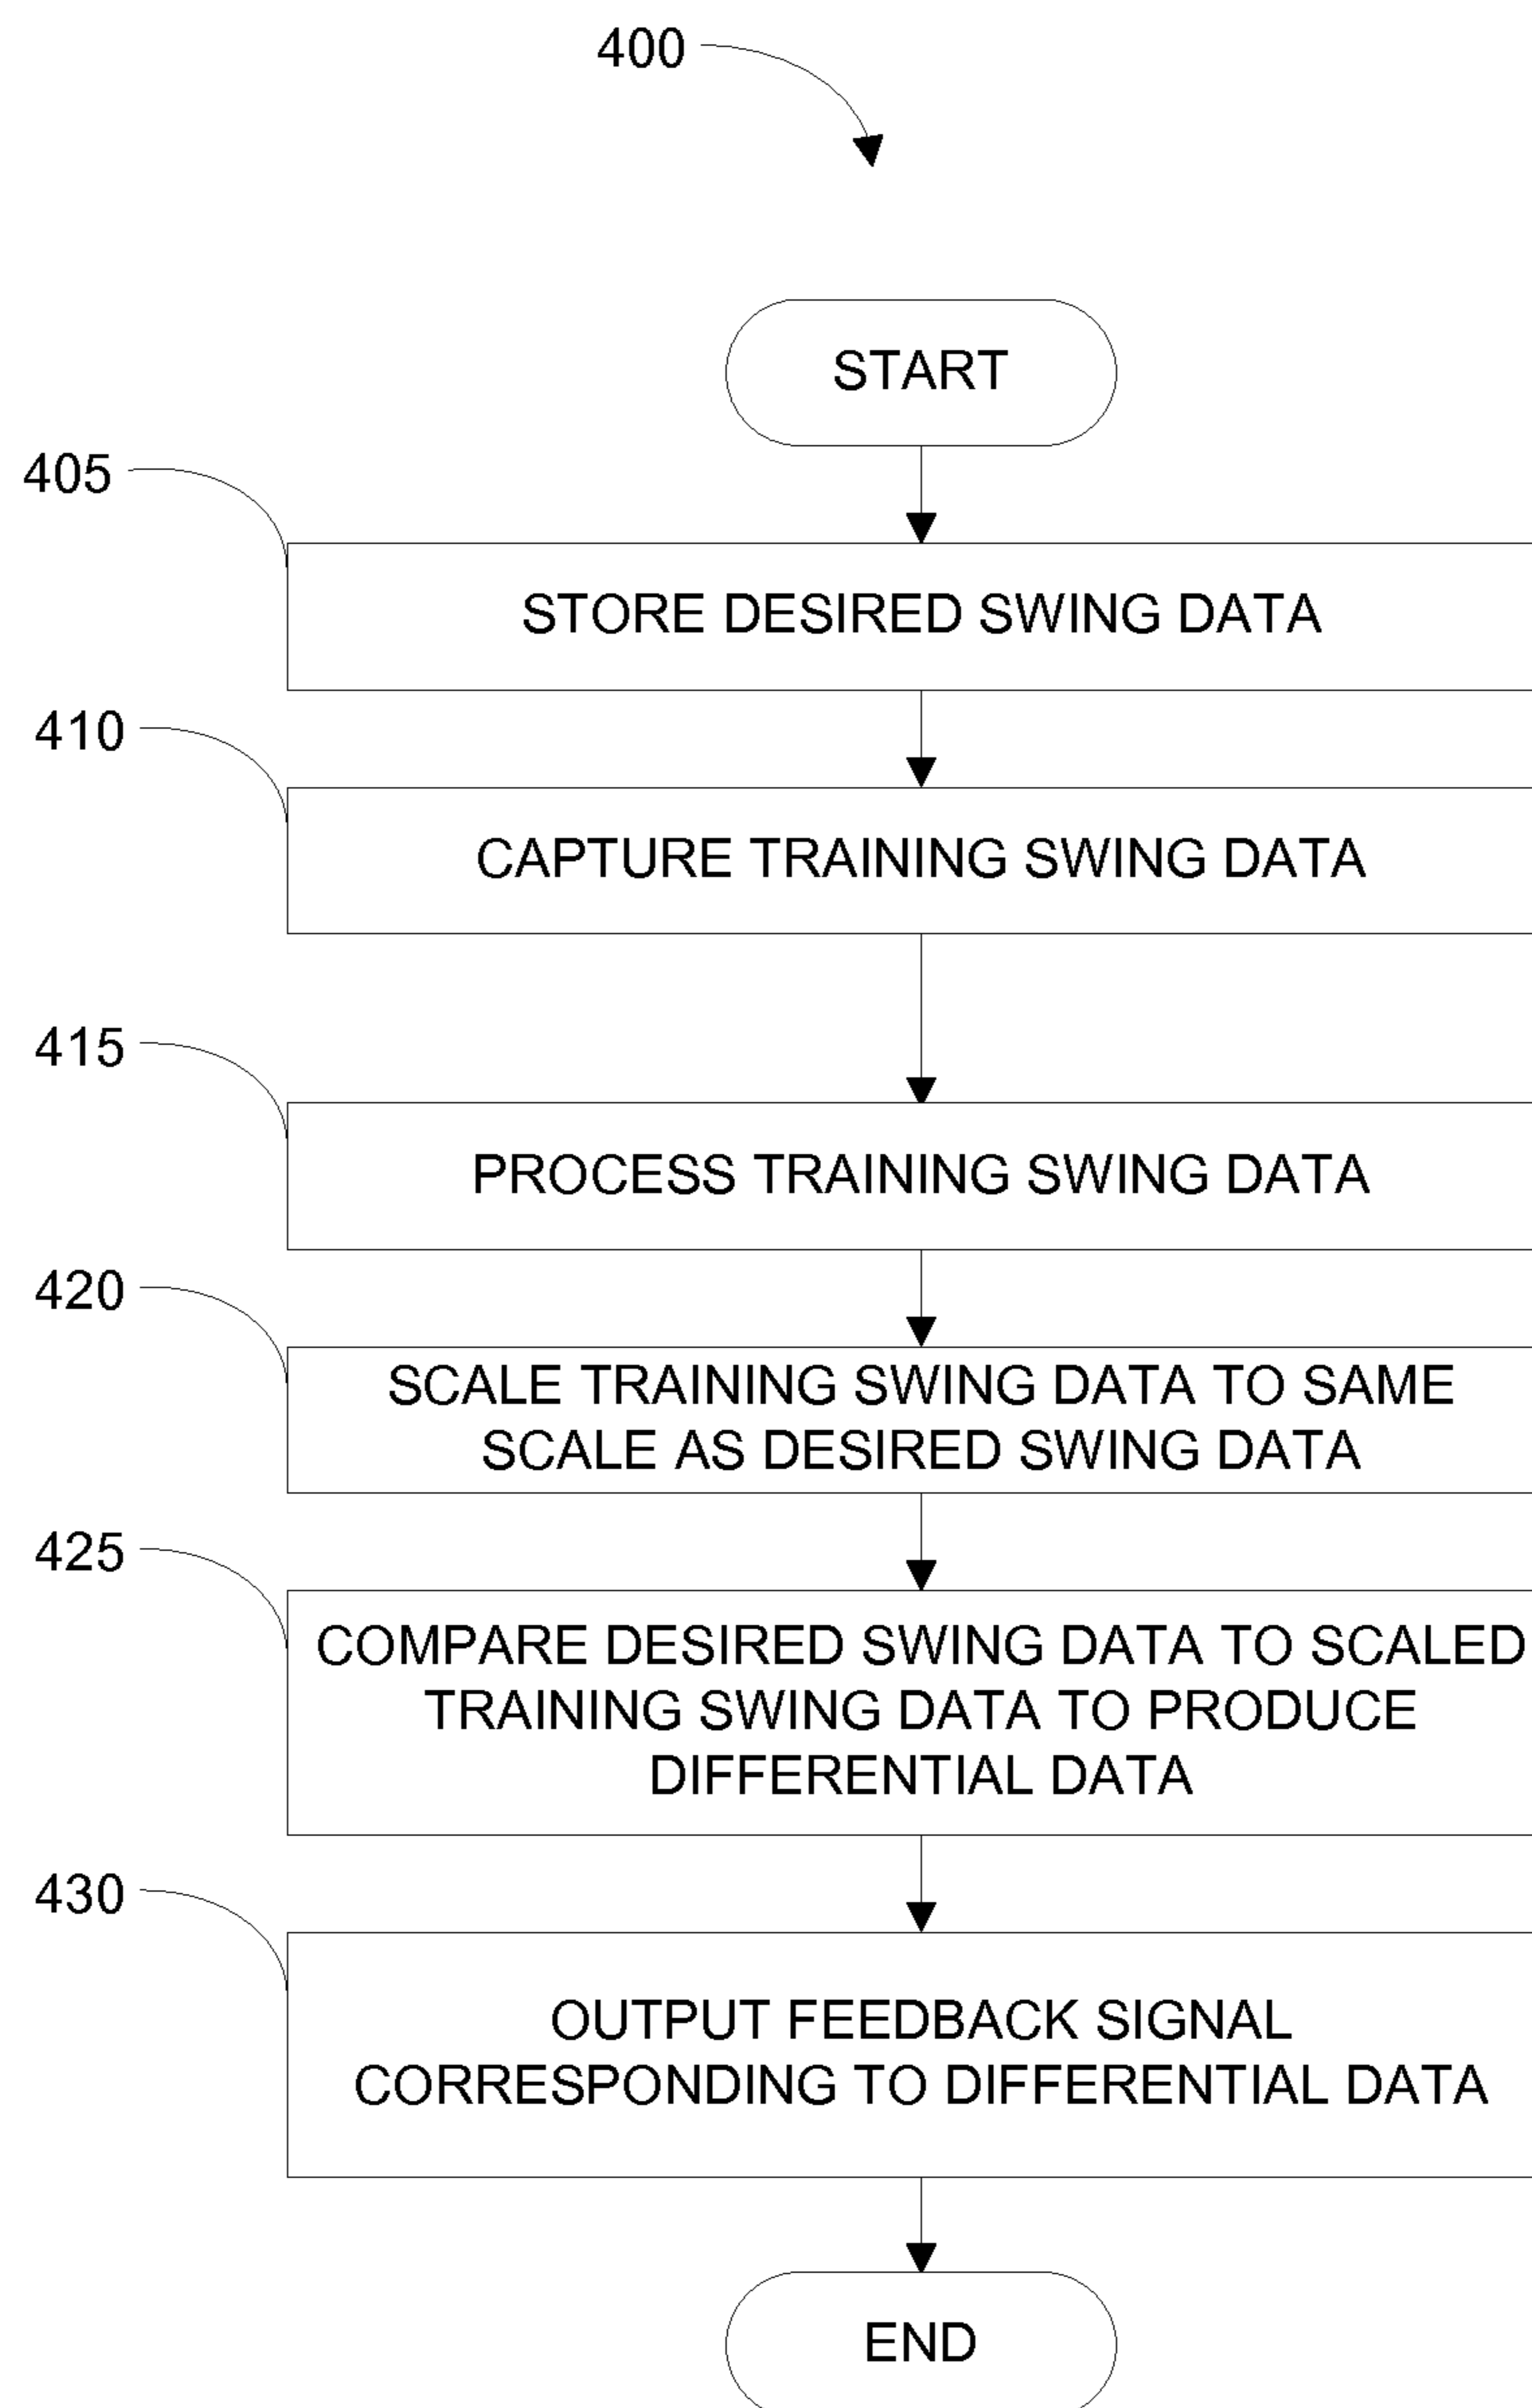 400
START
405
STORE DESIRED SWING DATA
410
CAPTURE TRAINING SWING DATA
415
PROCESS TRAINING SWING DATA
420
SCALE TRAINING SWING DATA TO SAME
SCALE AS DESIRED SWING DATA
425
COMPARE DESIRED SWING DATA TO SCALED
TRAINING SWING DATA TO PRODUCE
DIFFERENTIAL DATA
430
OUTPUT FEEDBACK SIGNAL
CORRESPONDING TO DIFFERENTIAL DATA
END